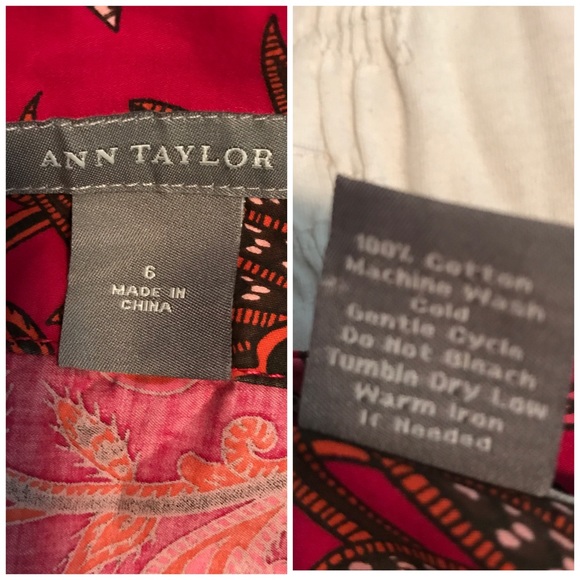 ANN TAYLOR
6
MADE IN
CHINA
100% Cotton
Machine Wash
Cold
Gentle Cycle
Do Not Bleach
Tumble Dry Low
Warm Iron
If Needed